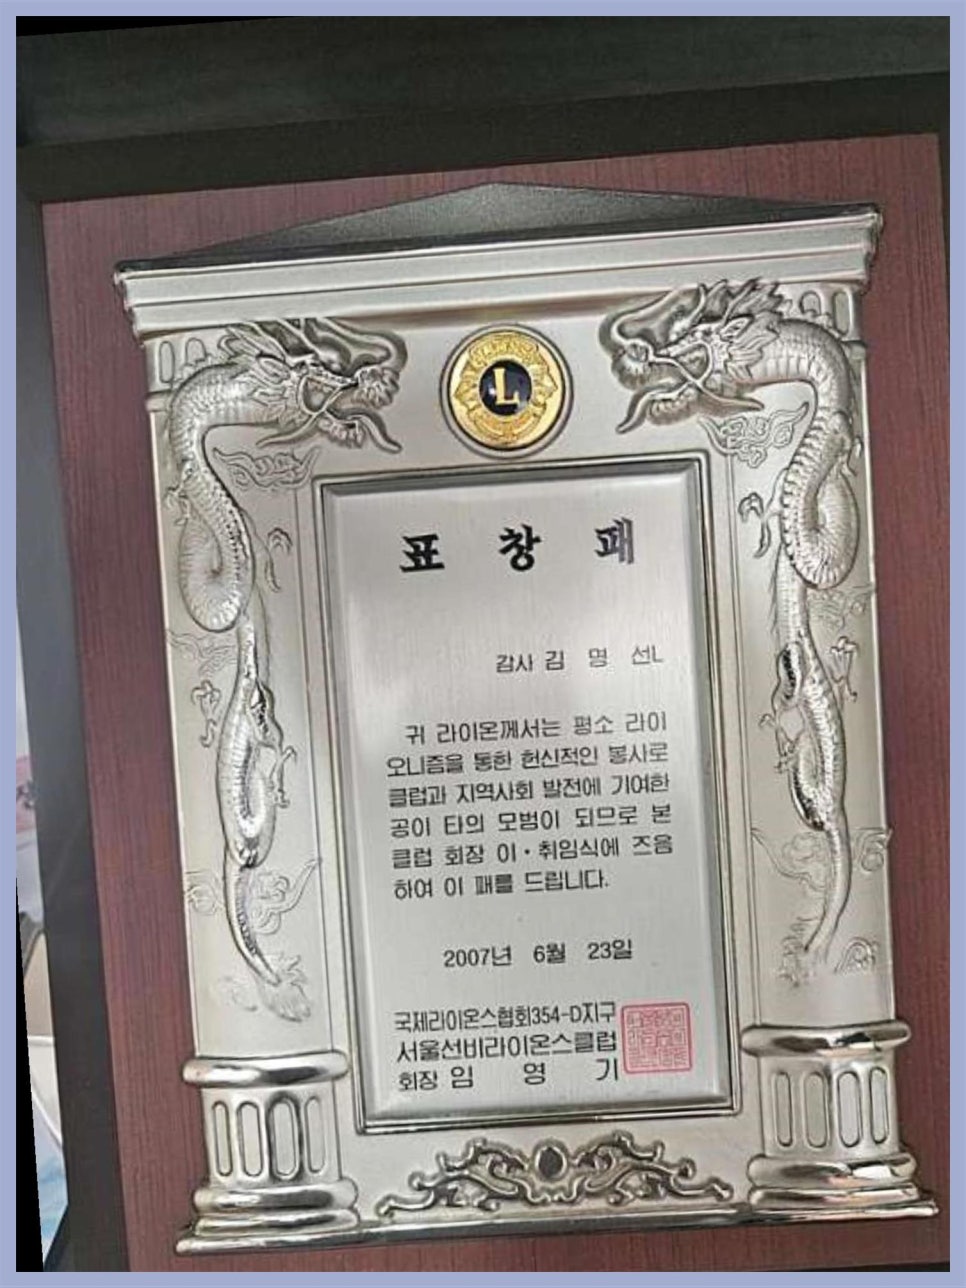 L
표 창 패
감사 김 명 선L
귀 라이온께서는 평소 라이
오니즘을 통한 헌신적인 봉사로
클럽과 지역사회 발전에 기여한
공이 타의 모범이 되므로 본
클럽 회장 이·취임식에 즈음
하여 이 패를 드립니다.
2007년 6월 23일
국제라이온스협회354-D지구
서울선비라이온스클럽
회장 임 영 기